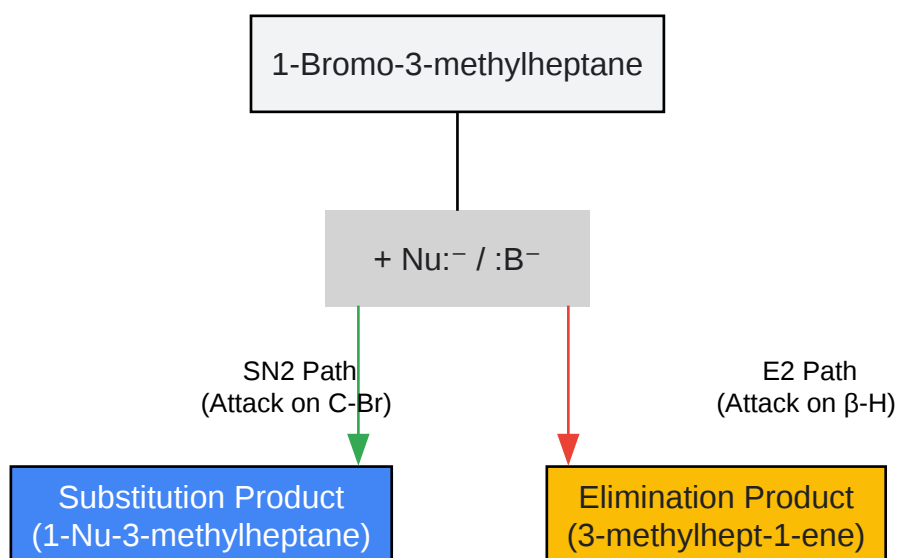 1-Bromo-3-methylheptane
+ Nu:⁻ / :B⁻
SN2 Path
(Attack on C-Br)
E2 Path
(Attack on β-H)
Substitution Product
(1-Nu-3-methylheptane)
Elimination Product
(3-methylhept-1-ene)